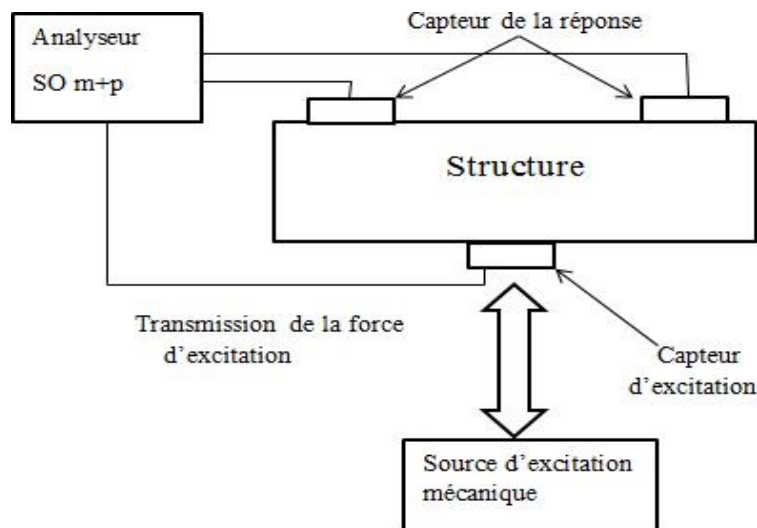 Analyseur
SO m+p
Capteur de la réponse
Structure
Transmission de la force
d’excitation
Capteur
d’excitation
Source d’excitation
mécanique